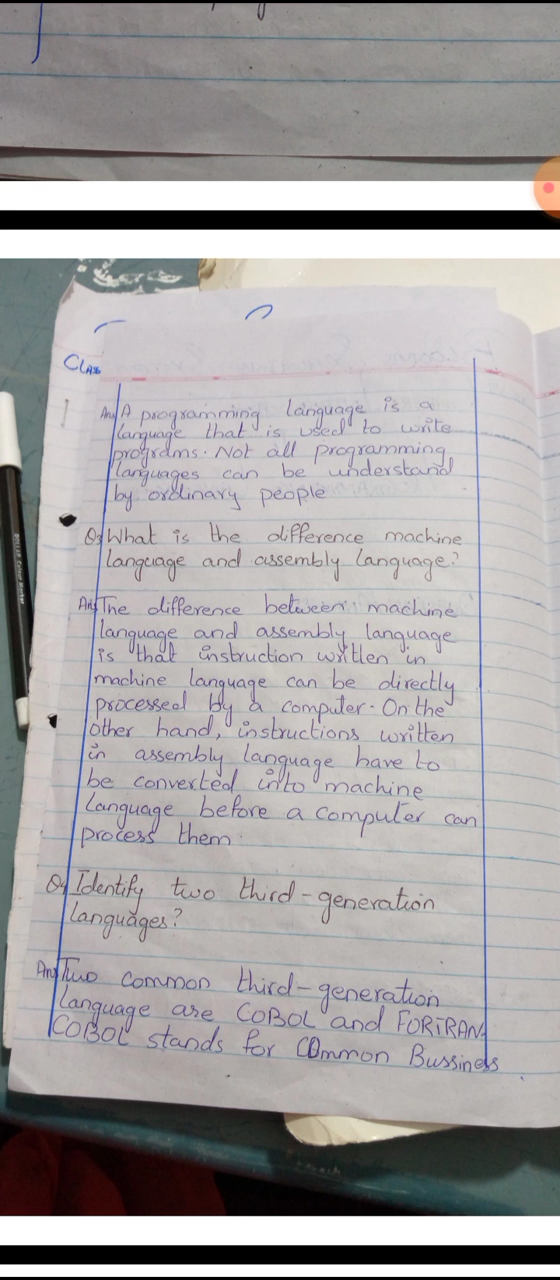 Class
Ans A programming language is a
language that is used to write
programs. Not all programming
languages can be understand
by ordinary people
Q3 What is the difference machine
language and assembly language?
Ans The difference between machine
language and assembly language
is that instruction written in
machine language can be directly
processed by a computer. On the
other hand, instructions written
in assembly language have to
be converted into machine
language before a computer can
process them.
Q4 Identify two third-generation
languages?
Ans Two common third-generation
language are COBOL and FORTRAN
COBOL stands for Common Bussiness